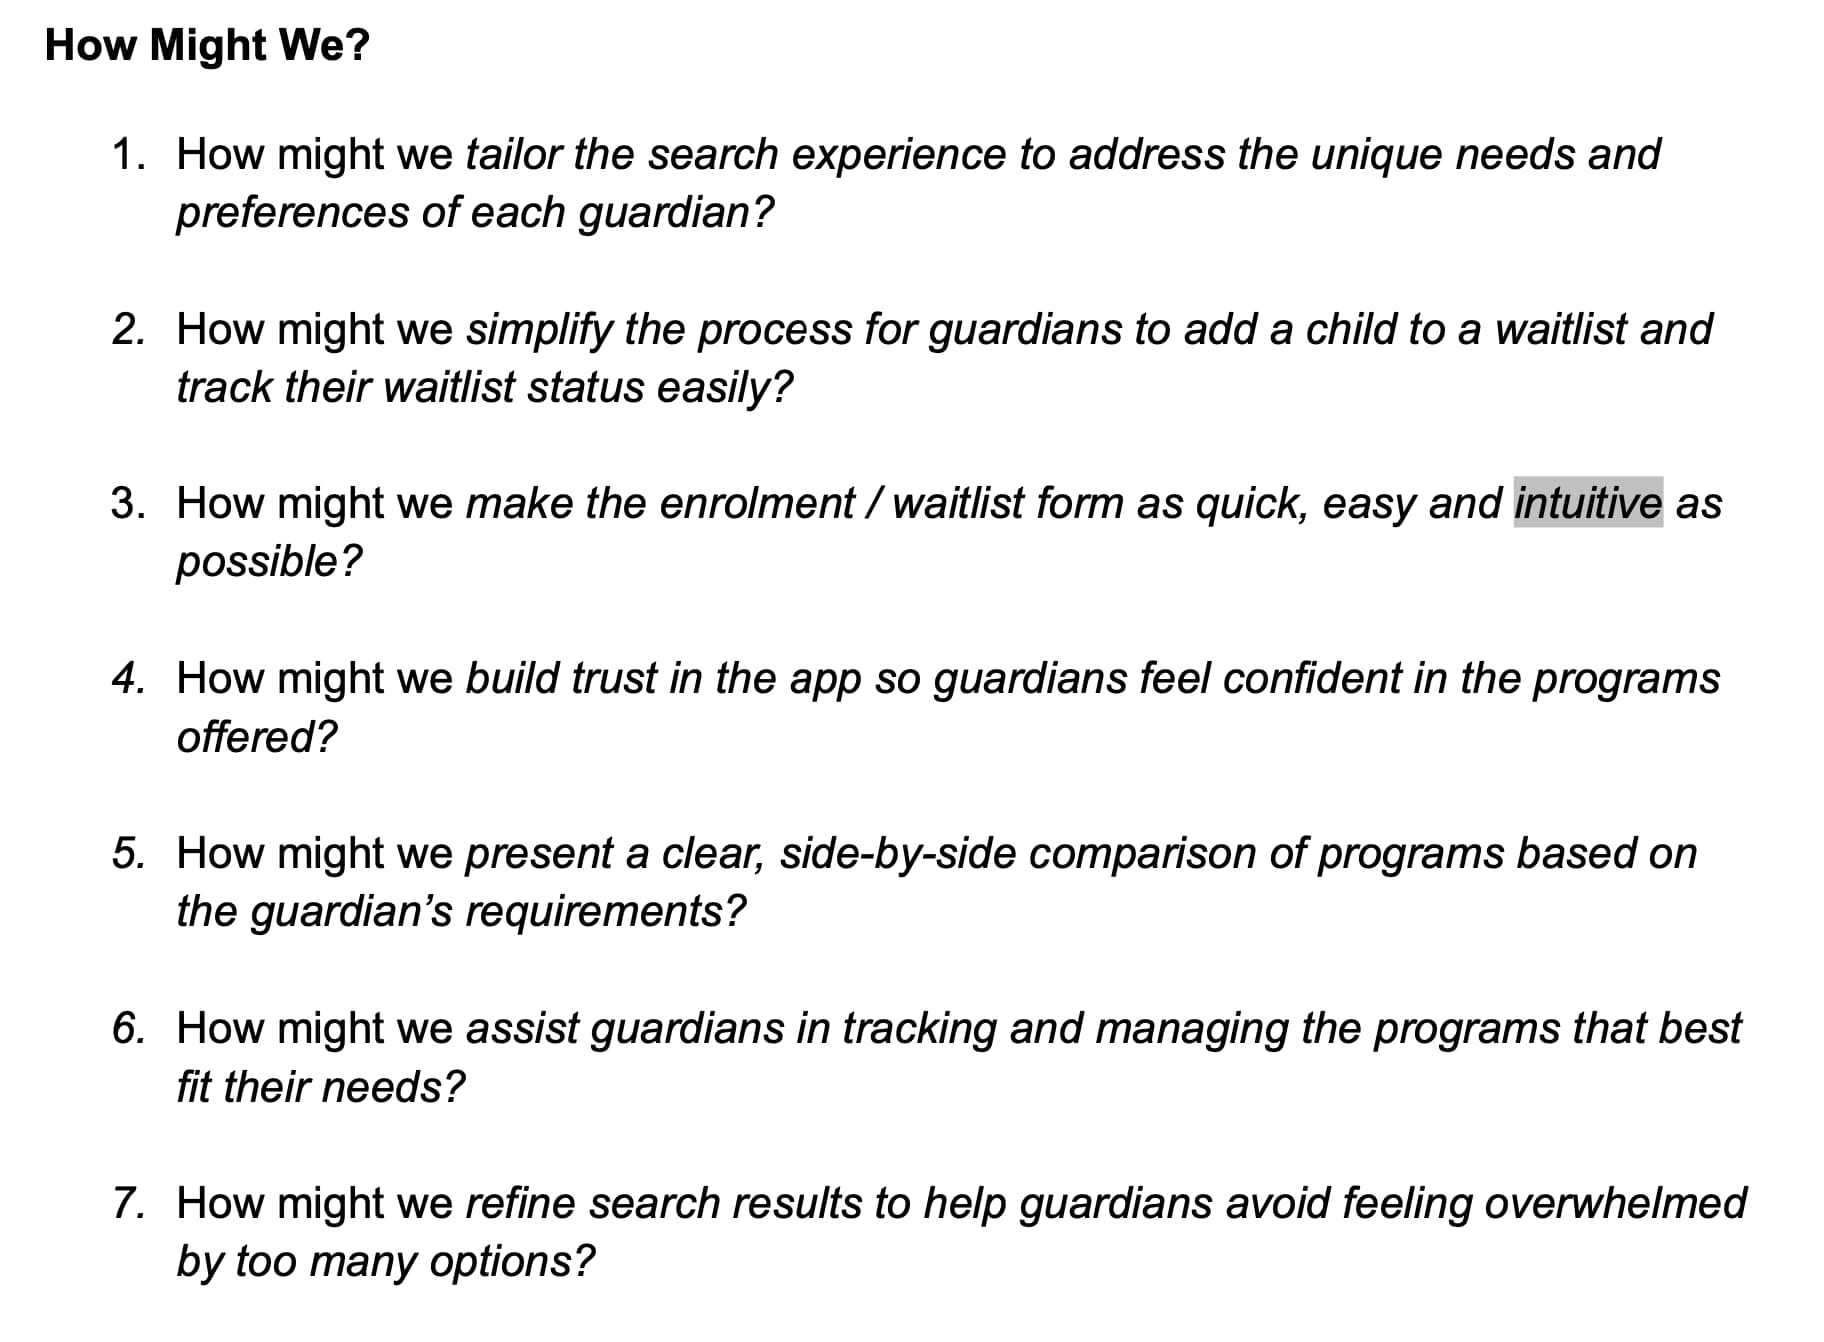 How Might We?
1. How might we tailor the search experience to address the unique needs and
preferences of each guardian?
2. How might we simplify the process for guardians to add a child to a waitlist and
track their waitlist status easily?
3. How might we make the enrolment / waitlist form as quick, easy and intuitive as
possible?
4. How might we build trust in the app so guardians feel confident in the programs
offered?
5. How might we present a clear, side-by-side comparison of programs based on
the guardian’s requirements?
6. How might we assist guardians in tracking and managing the programs that best
fit their needs?
7. How might we refine search results to help guardians avoid feeling overwhelmed
by too many options?